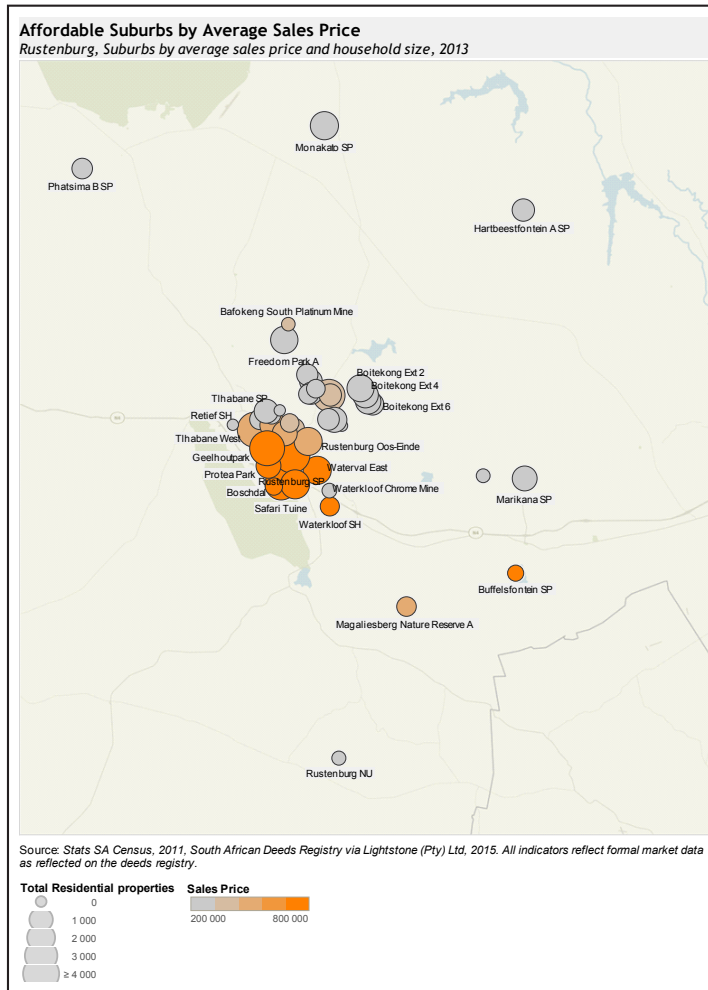 Affordable Suburbs by Average Sales Price
Rustenburg, Suburbs by average sales price and household size, 2013
Monakato SP
Phatsima B SP
Hartbeestfontein A SP
Bafokeng South Platinum Mine
Freedom Park A
Boitekong Ext 2
Boitekong Ext 4
Tlhabane SP
Boitekong Ext 6
Retief SH
Tlhabane West
Rustenburg Oos-Einde
Geelhoutpark
Waterval East
Protea Park
Rustenburg SP
Boschdal
Waterkloof Chrome Mine
Marikana SP
Safari Tuine
Waterkloof SH
Buffelsfontein SP
Magaliesberg Nature Reserve A
Rustenburg NU
Source: Stats SA Census, 2011, South African Deeds Registry via Lightstone (Pty) Ltd, 2015. All indicators reflect formal market data
as reflected on the deeds registry.
Total Residential properties
0
1 000
2 000
3 000
≥ 4 000
Sales Price
200 000 800 000